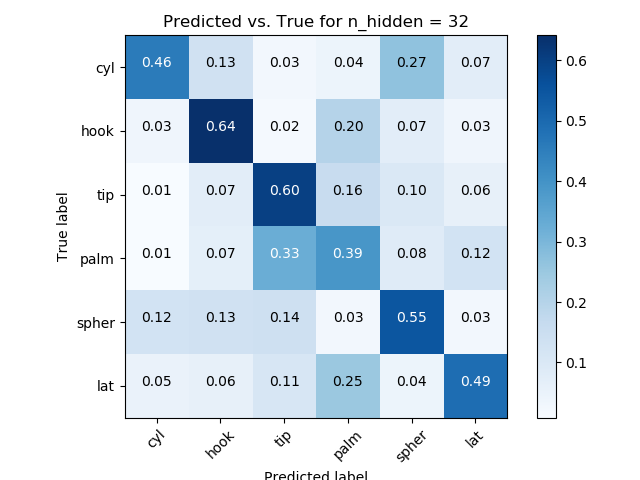 Predicted vs. True for n_hidden = 32
cyl 0.46 0.13 0.03 0.04 0.27 0.07
hook 0.03 0.64 0.02 0.20 0.07 0.03
tip 0.01 0.07 0.60 0.16 0.10 0.06
palm 0.01 0.07 0.33 0.39 0.08 0.12
spher 0.12 0.13 0.14 0.03 0.55 0.03
lat 0.05 0.06 0.11 0.25 0.04 0.49
True label
cyl hook tip palm spher lat
Predicted label
0.6
0.5
0.4
0.3
0.2
0.1